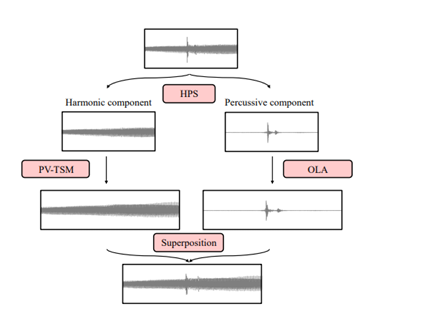 HPS
Harmonic component
Percussive component
PV-TSM
OLA
Superposition